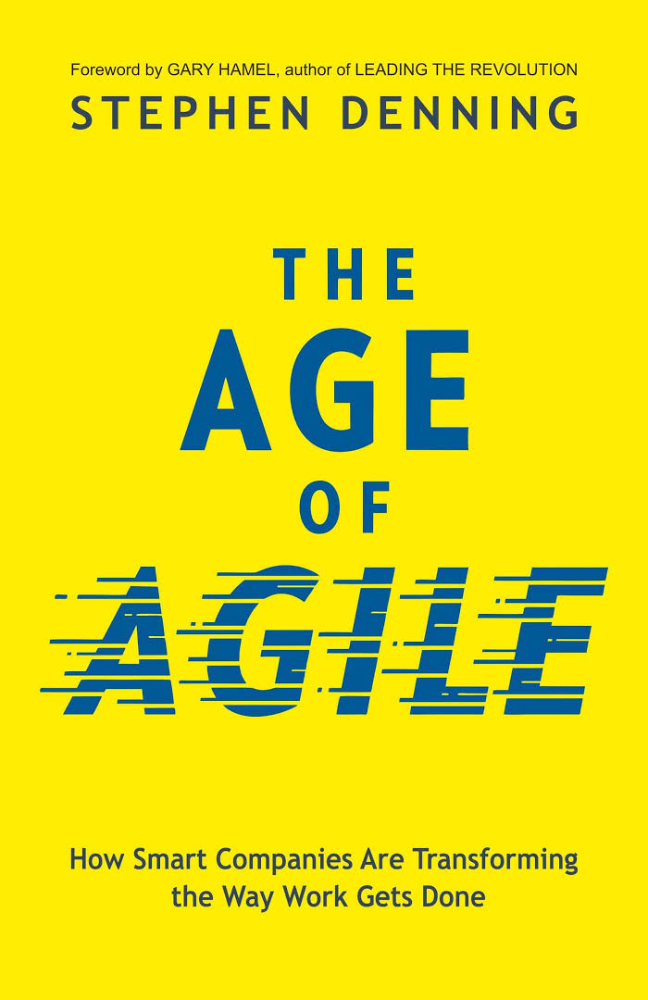 Foreword by GARY HAMEL, author of LEADING THE REVOLUTION
STEPHEN DENNING
THE
AGE
OF
AGILE
How Smart Companies Are Transforming
the Way Work Gets Done